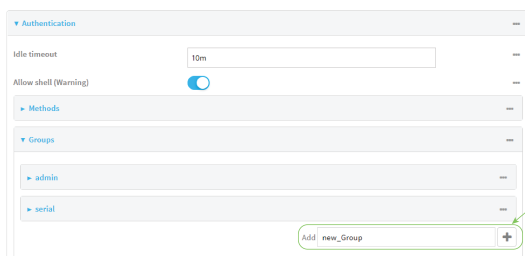 Authentication
Idle timeout 10m
Allow shell (Warning)
Methods
Groups
admin
serial
Add new_Group